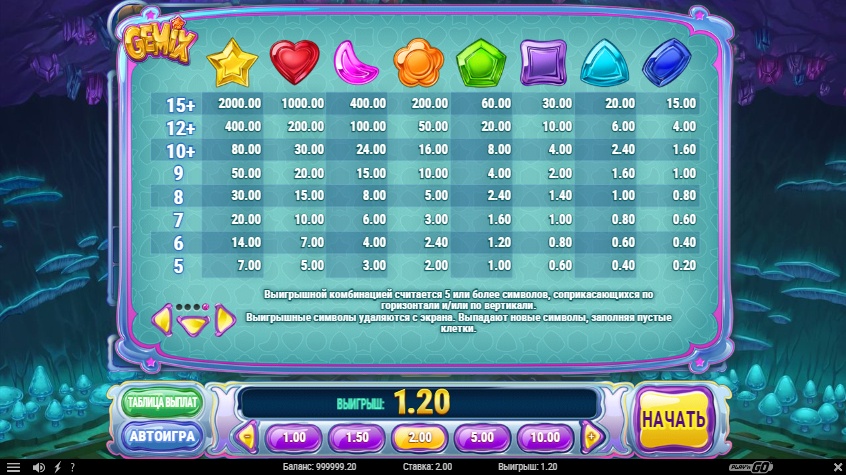 GEMIX
15+ 2000.00 1000.00 400.00 200.00 60.00 30.00 20.00 15.00
12+ 400.00 200.00 100.00 50.00 20.00 10.00 6.00 4.00
10+ 80.00 30.00 24.00 16.00 8.00 4.00 2.40 1.60
9 50.00 20.00 15.00 10.00 4.00 2.00 1.60 1.00
8 30.00 15.00 8.00 5.00 2.40 1.40 1.00 0.80
7 20.00 10.00 6.00 3.00 1.60 1.00 0.80 0.60
6 14.00 7.00 4.00 2.40 1.20 0.80 0.60 0.40
5 7.00 5.00 3.00 2.00 1.00 0.60 0.40 0.20
Выигрышной комбинацией считается 5 или более символов, соприкасающихся по
горизонтали и/или по вертикали.
Выигрышные символы удаляются с экрана. Выпадают новые символы, заполняя пустые
клетки.
ТАБЛИЦА ВЫПЛАТ
ВЫИГРЫШ: 1.20
НАЧАТЬ
АВТОИГРА
- 1.00 1.50 2.00 5.00 10.00 +
? Баланс: 999999.20 Ставка: 2.00 Выигрыш: 1.20 PLAY'N GO